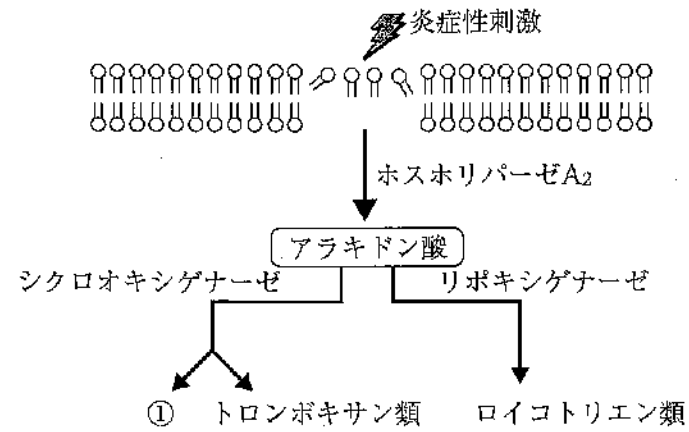 炎症性刺激
ホスホリパーゼA₂
アラキドン酸
シクロオキシゲナーゼ
リポキシゲナーゼ
① トロンボキサン類 ロイコトリエン類